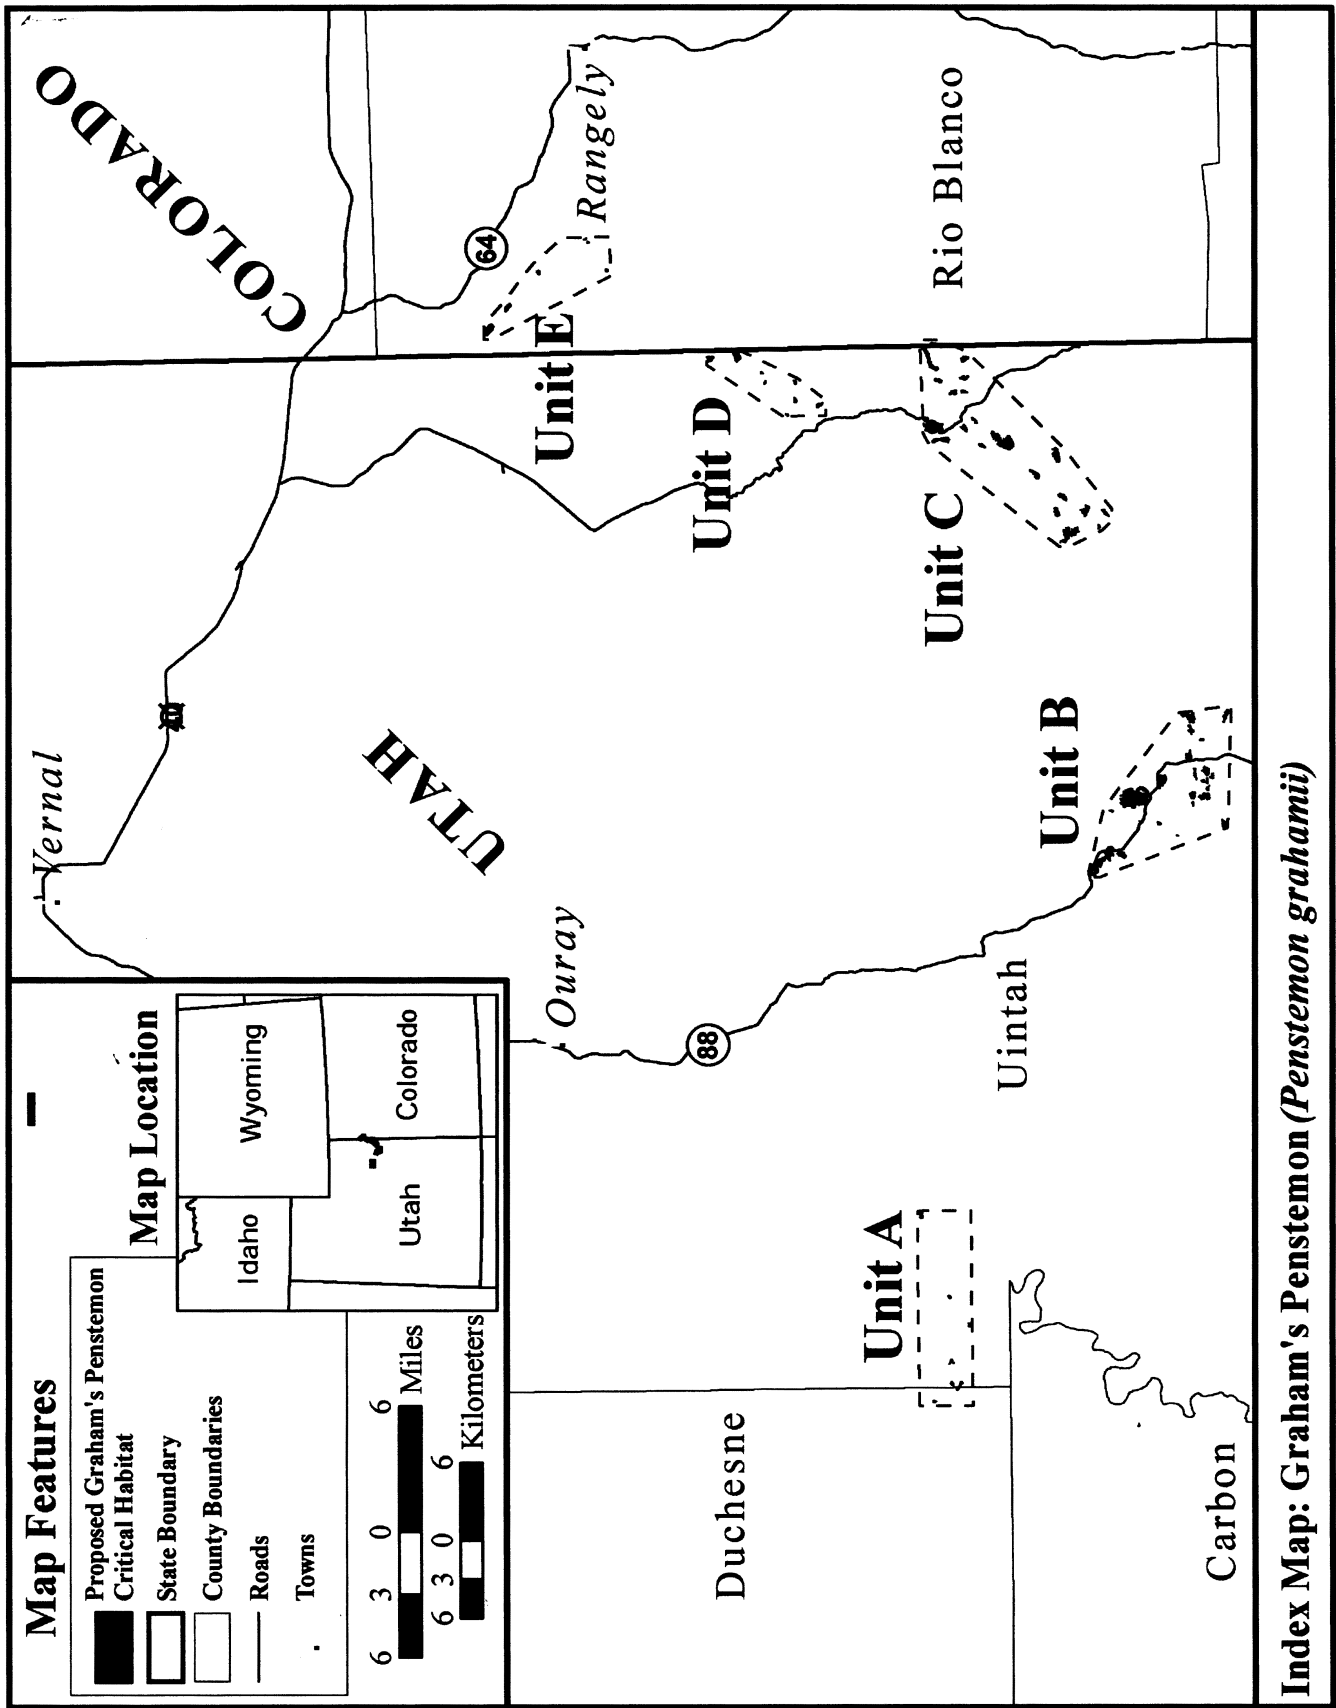 Map Features
Proposed Graham's Penstemon
Critical Habitat
State Boundary
County Boundaries
Roads
Towns
6 3 0 6
Miles
6 3 0 6
Kilometers
Map Location
Idaho
Wyoming
Utah
Colorado
Vernal
COLORADO
UTAH
64
Rangely
Unit E
Ouray
88
Unit D
Duchesne
Unit A
Unit C
Rio Blanco
Uintah
Unit B
Carbon
Index Map: Graham's Penstemon (Penstemon grahamii)